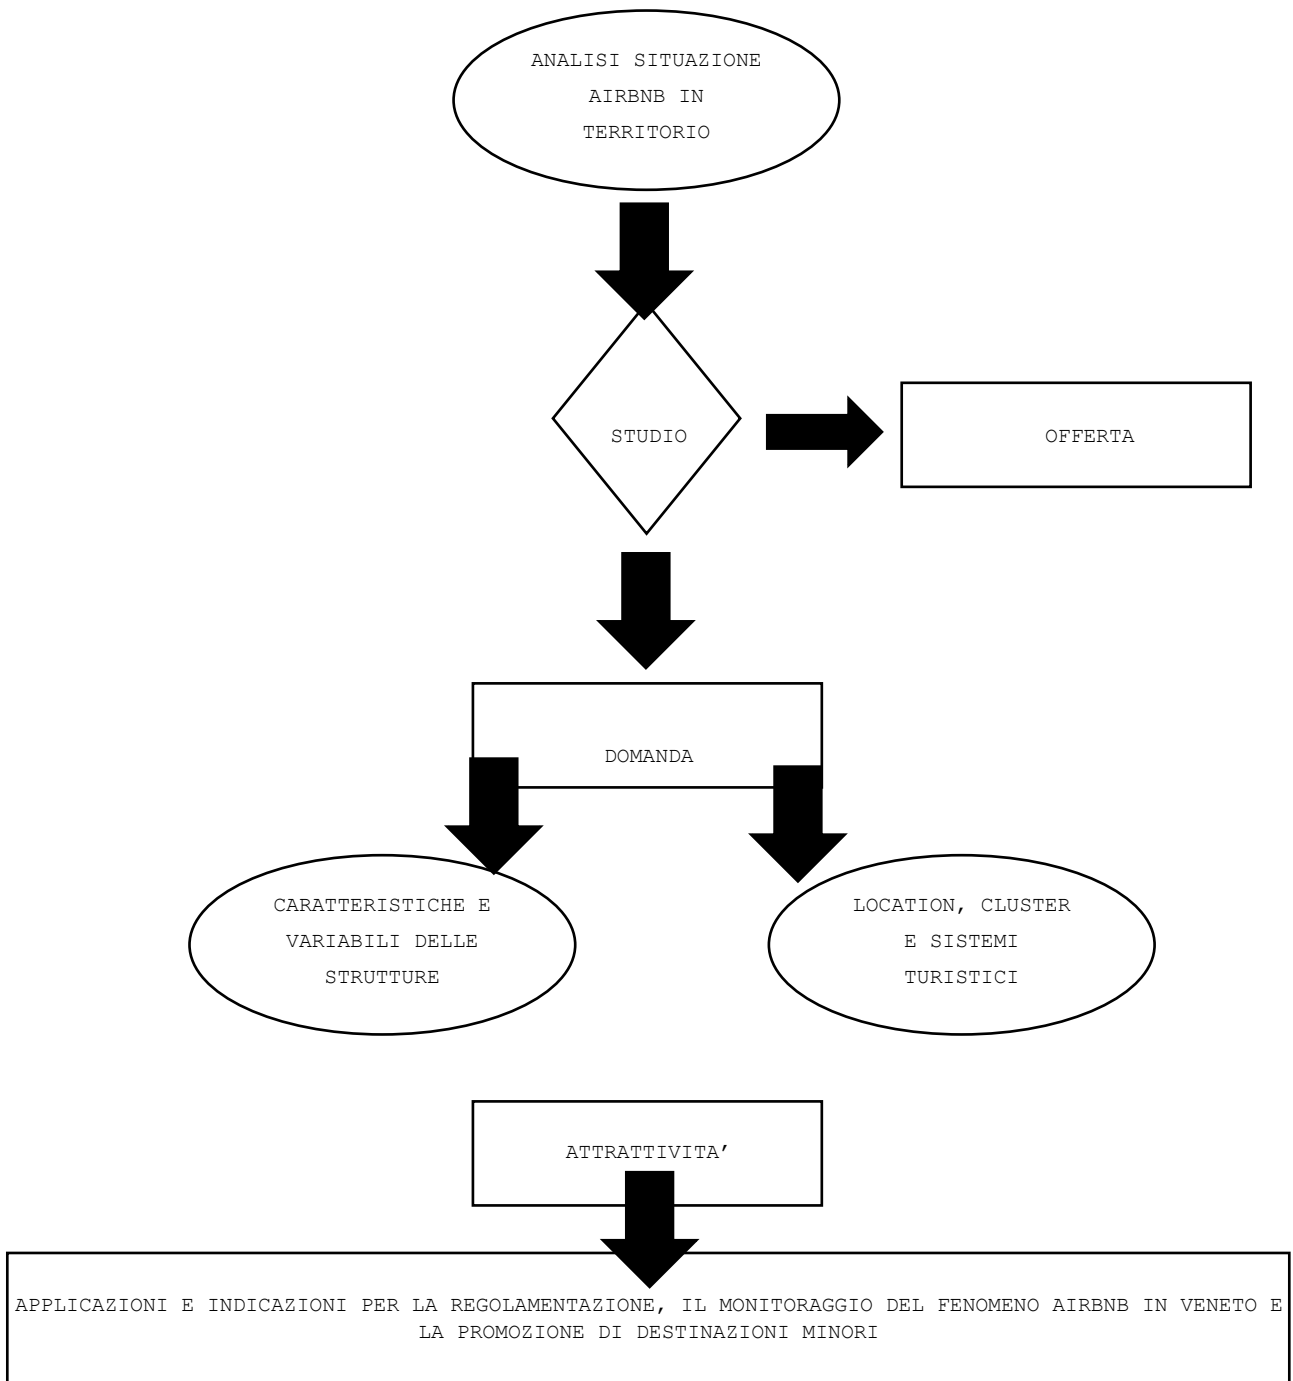 ANALISI SITUAZIONE
AIRBNB IN
TERRITORIO
STUDIO
OFFERTA
DOMANDA
CARATTERISTICHE E
VARIABILI DELLE
STRUTTURE
LOCATION, CLUSTER
E SISTEMI
TURISTICI
ATTRATTIVITA’
APPLICAZIONI E INDICAZIONI PER LA REGOLAMENTAZIONE, IL MONITORAGGIO DEL FENOMENO AIRBNB IN VENETO E
LA PROMOZIONE DI DESTINAZIONI MINORI